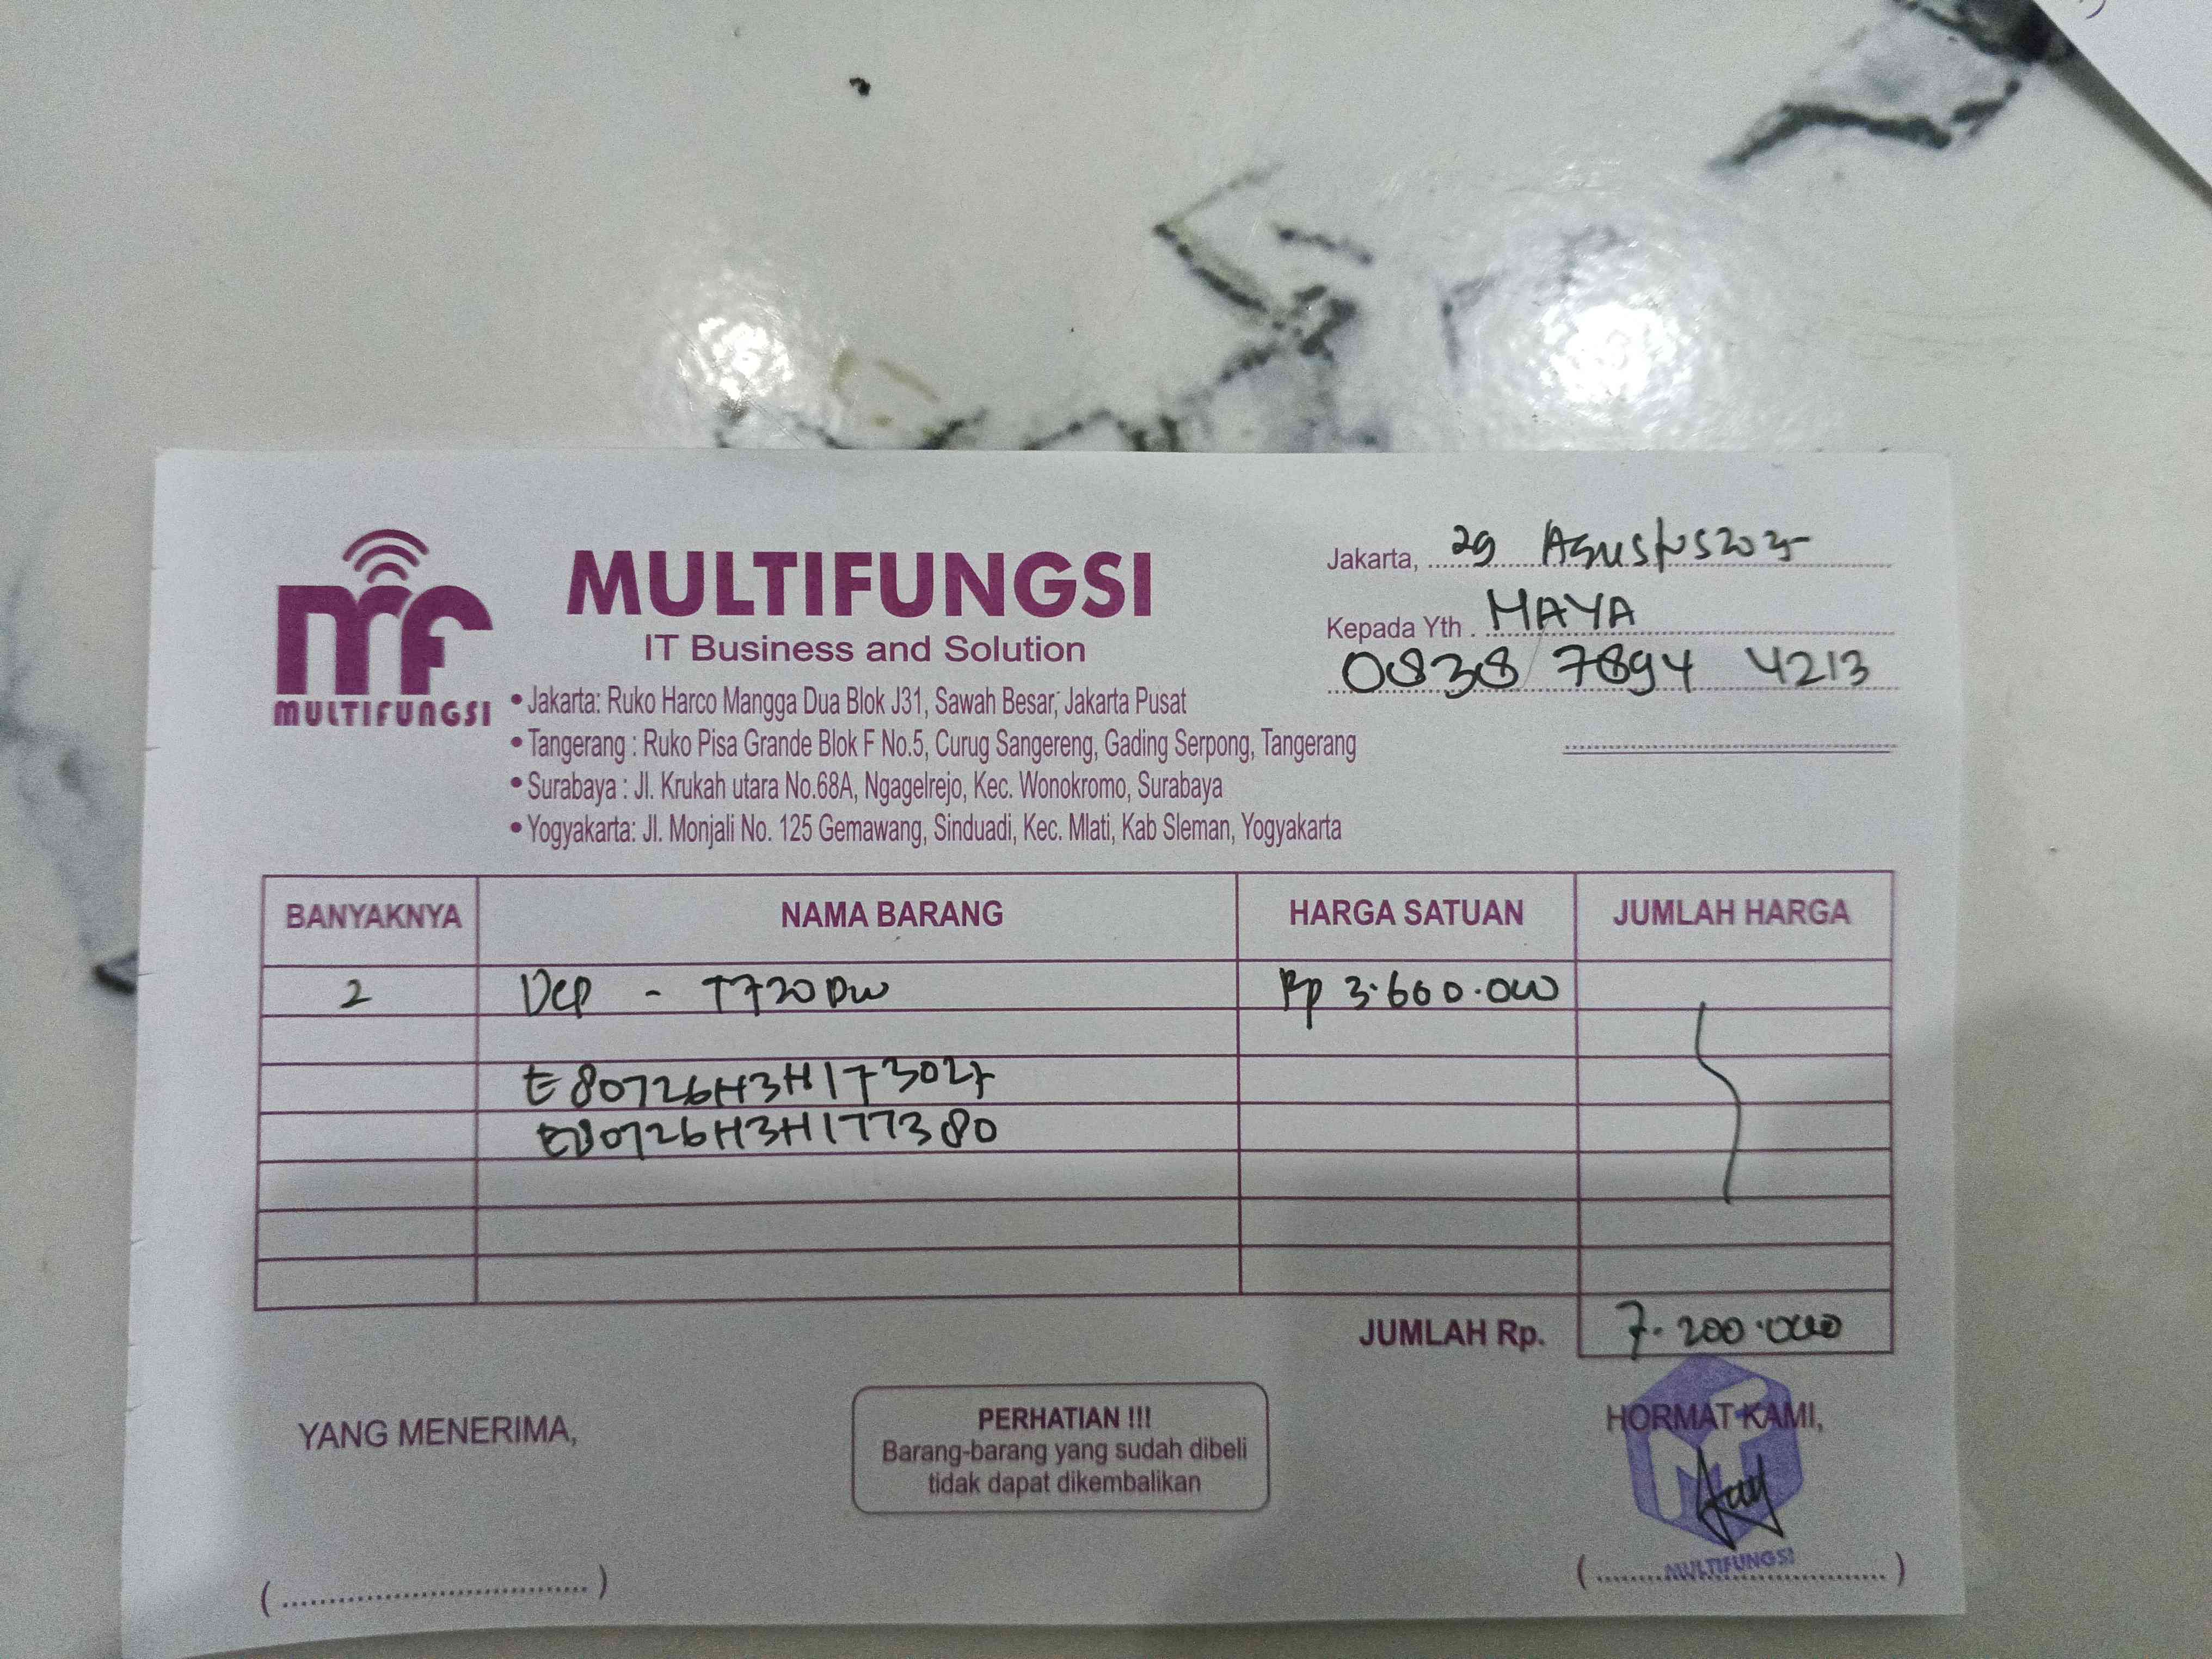 MULTIFUNGSI
MULTIFUNGSI
IT Business and Solution
• Jakarta: Ruko Harco Mangga Dua Blok J31, Sawah Besar, Jakarta Pusat
• Tangerang : Ruko Pisa Grande Blok F No.5, Curug Sangereng, Gading Serpong, Tangerang
• Surabaya : Jl. Krukah utara No.68A, Ngagelrejo, Kec. Wonokromo, Surabaya
• Yogyakarta: Jl. Monjali No. 125 Gemawang, Sinduadi, Kec. Mlati, Kab Sleman, Yogyakarta
Jakarta, 29 Agustus 2025
Kepada Yth. MAYA
0838 7894 4213
BANYAKNYA NAMA BARANG HARGA SATUAN JUMLAH HARGA
2 DCP - T720DW Rp 3.600.000
E80726H3H173027
E80726H3H177380
JUMLAH Rp. 7.200.000
YANG MENERIMA,
PERHATIAN !!!
Barang-barang yang sudah dibeli
tidak dapat dikembalikan
HORMAT KAMI,
MULTIFUNGSI